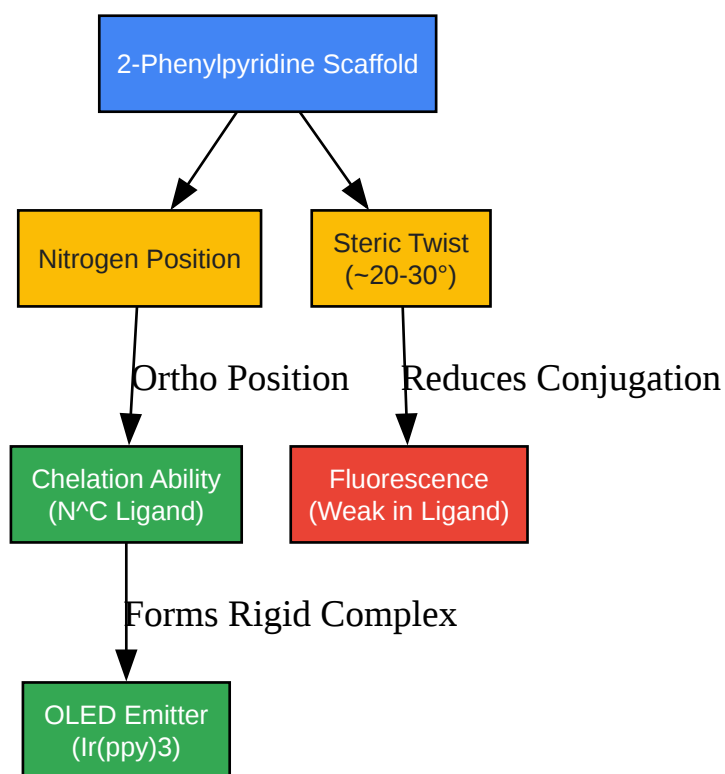 2-Phenylpyridine Scaffold
Nitrogen Position
Steric Twist
(~20-30°)
Ortho Position
Reduces Conjugation
Chelation Ability
(N^C Ligand)
Fluorescence
(Weak in Ligand)
Forms Rigid Complex
OLED Emitter
(Ir(ppy)3)